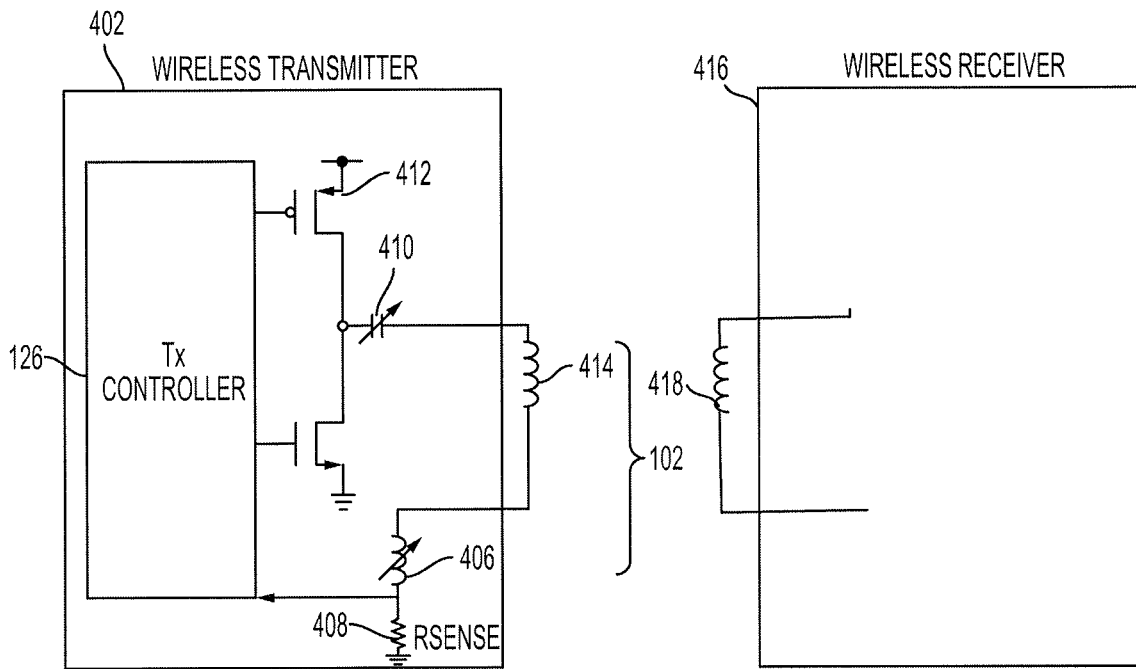 402
WIRELESS TRANSMITTER
416
WIRELESS RECEIVER
412
410
126
Tx
CONTROLLER
414
418
102
406
408
RSENSE